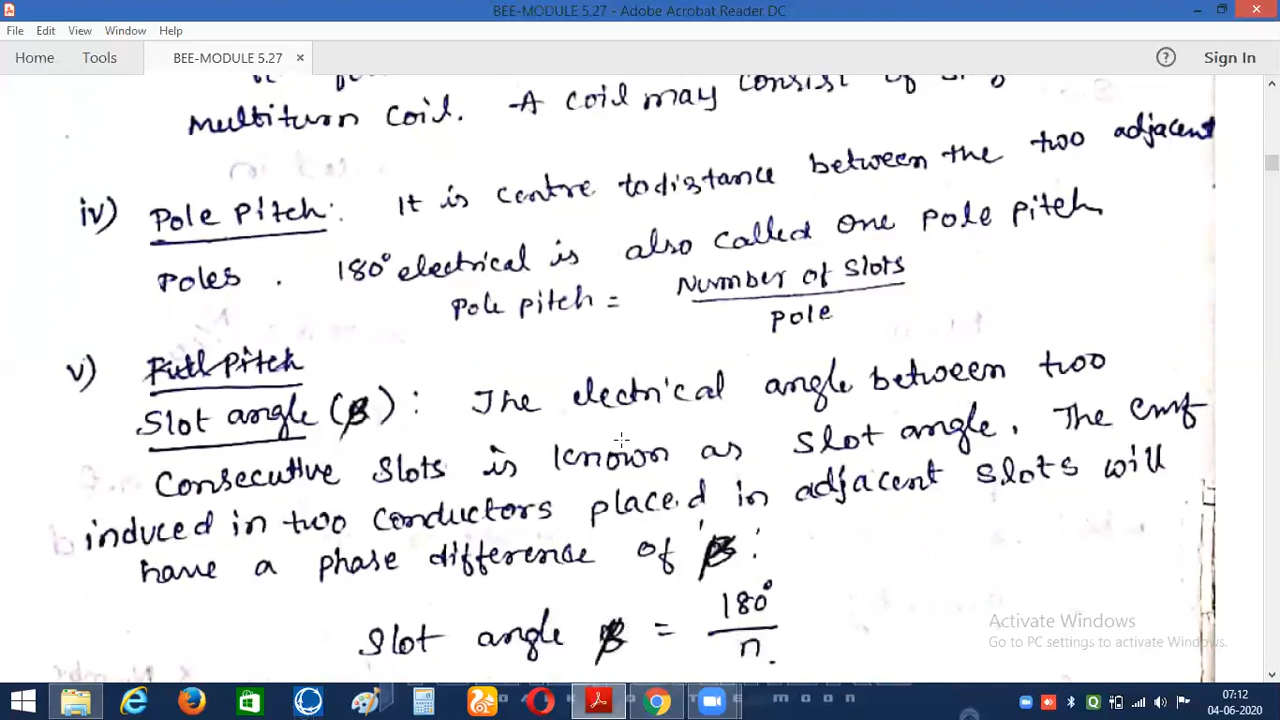 BEE-MODULE 5.27 - Adobe Acrobat Reader DC
File Edit View Window Help
Home Tools BEE-MODULE 5.27 × Sign In
Multiturn Coil. A coil may consist of
iv) Pole Pitch: It is centre to distance between the two adjacent
Poles. 180° electrical is also called One pole pitch
Pole pitch = Number of Slots
Pole
v) Full Pitch
Slot angle (β): The electrical angle between two
Consecutive Slots is known as Slot angle. The emf
induced in two conductors placed in adjacent slots will
have a phase difference of β.
Slot angle β = 180°
n.
Activate Windows
Go to PC settings to activate Windows.
07:12
04-06-2020